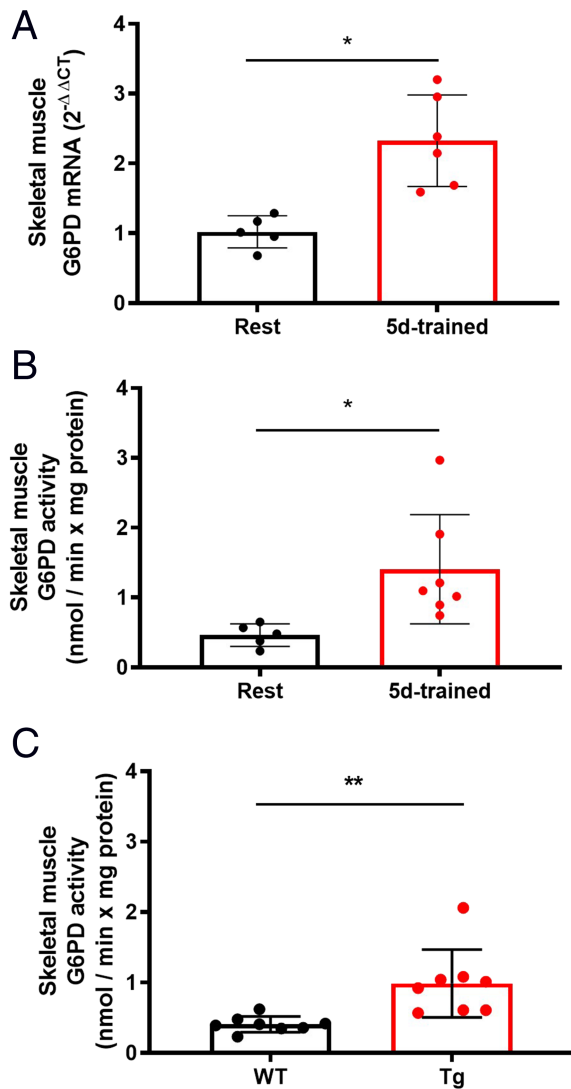 A
Skeletal muscle
G6PD mRNA (2-Δ ΔCT)
4
3
2
1
0
*
Rest
5d-trained
B
Skeletal muscle
G6PD activity
(nmol / min x mg protein)
4
3
2
1
0
*
Rest
5d-trained
C
Skeletal muscle
G6PD activity
(nmol / min x mg protein)
4
3
2
1
0
**
WT
Tg